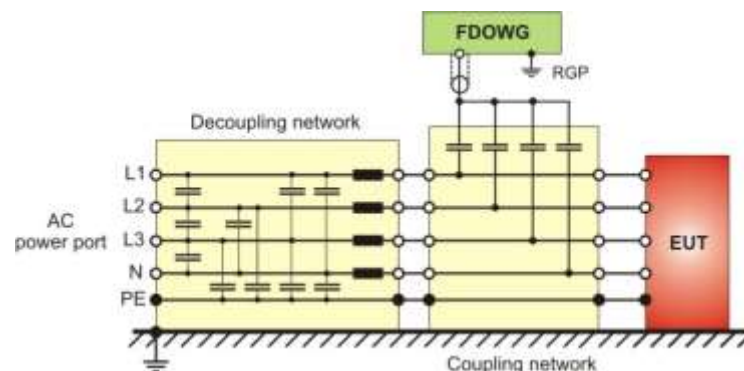 FDOWG
RGP
Decoupling network
L1
L2
AC
power port
L3
EUT
N
PE
Coupling network